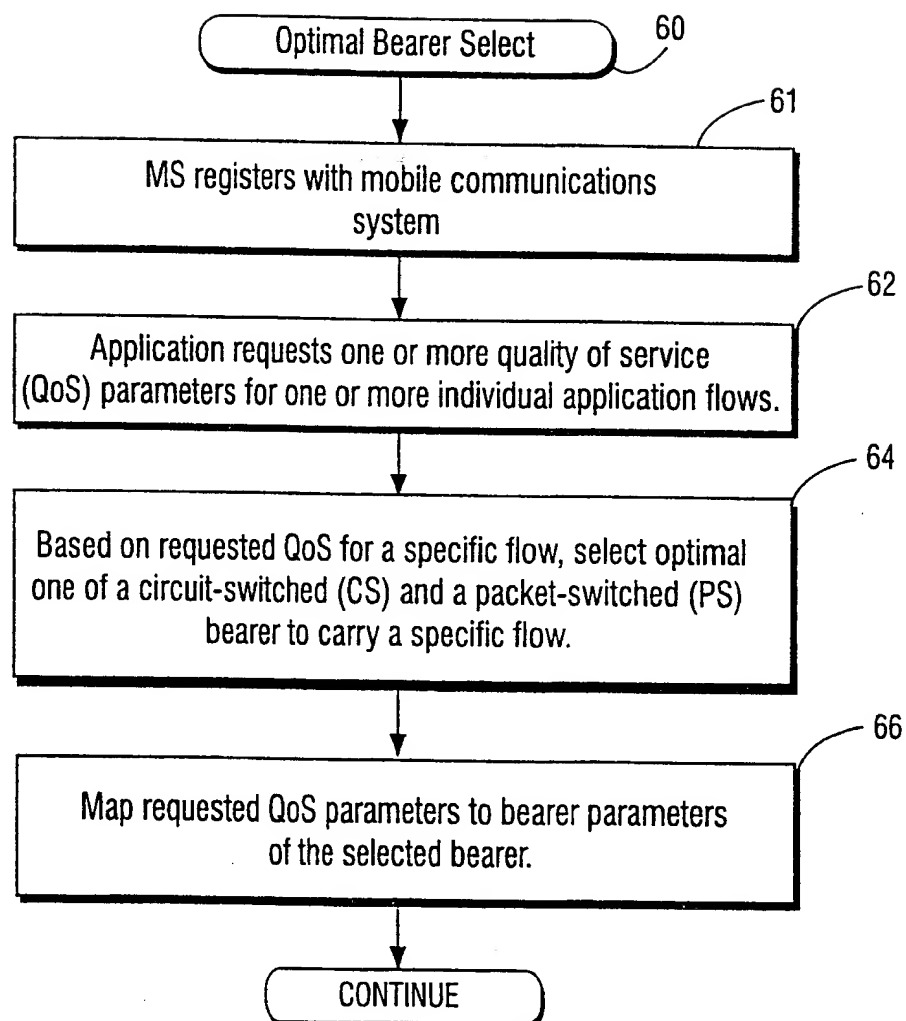 Optimal Bearer Select
60
61
MS registers with mobile communications
system
62
Application requests one or more quality of service
(QoS) parameters for one or more individual application flows.
64
Based on requested QoS for a specific flow, select optimal
one of a circuit-switched (CS) and a packet-switched (PS)
bearer to carry a specific flow.
66
Map requested QoS parameters to bearer parameters
of the selected bearer.
CONTINUE